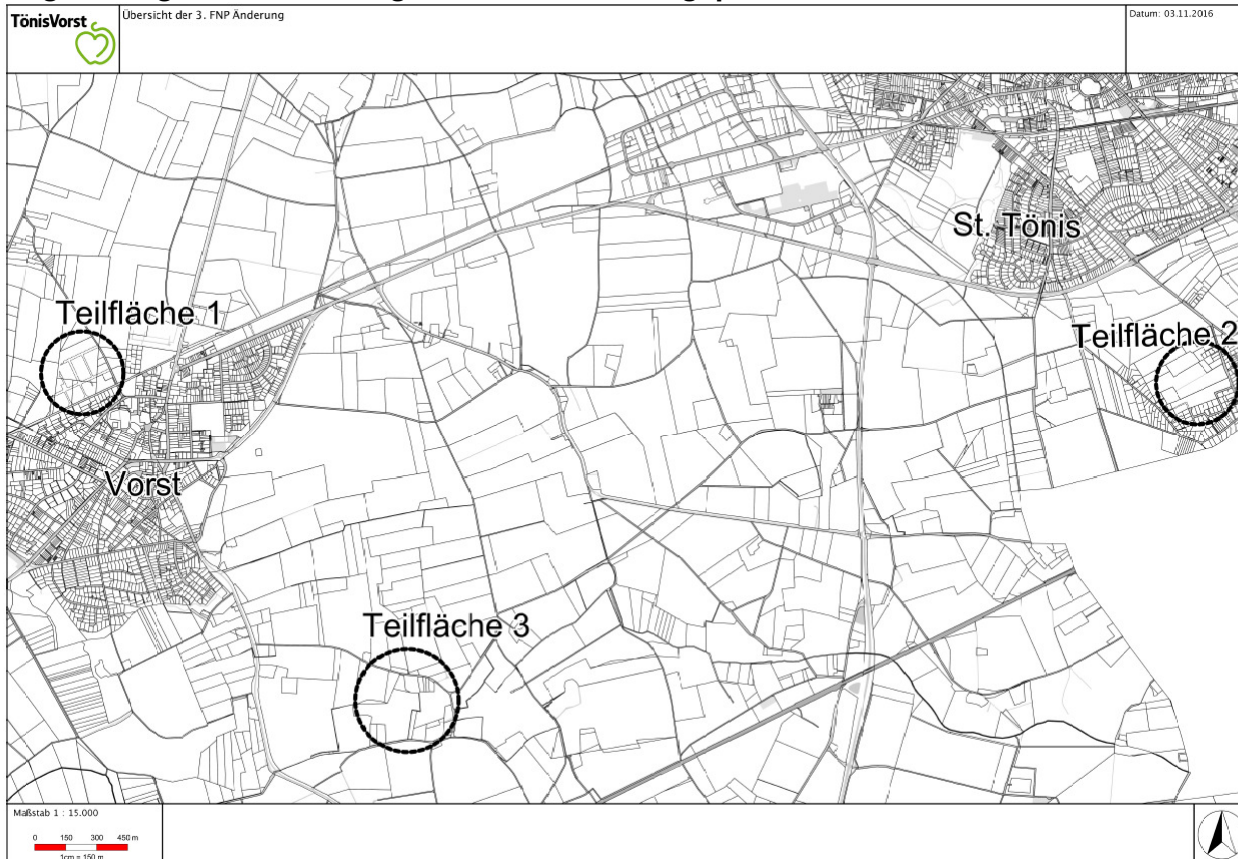 TönisVorst
Übersicht der 3. FNP Änderung
Datum: 03.11.2016
St. Tönis
Teilfläche 1
Teilfläche 2
Vorst
Teilfläche 3
Maßstab 1 : 15.000
0 150 300 450 m
1cm = 150 m